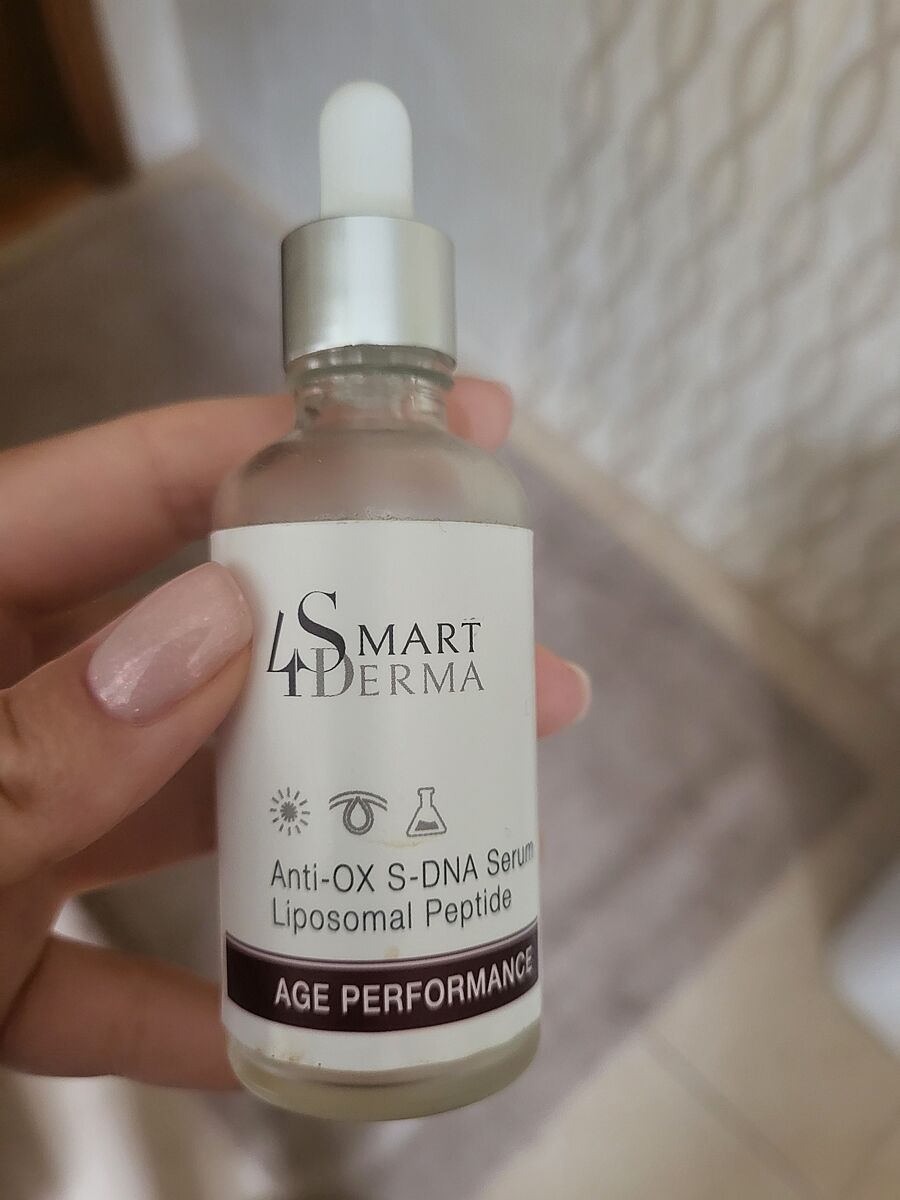 4SMART
DERMA
Anti-OX S-DNA Serum
Liposomal Peptide
AGE PERFORMANCE